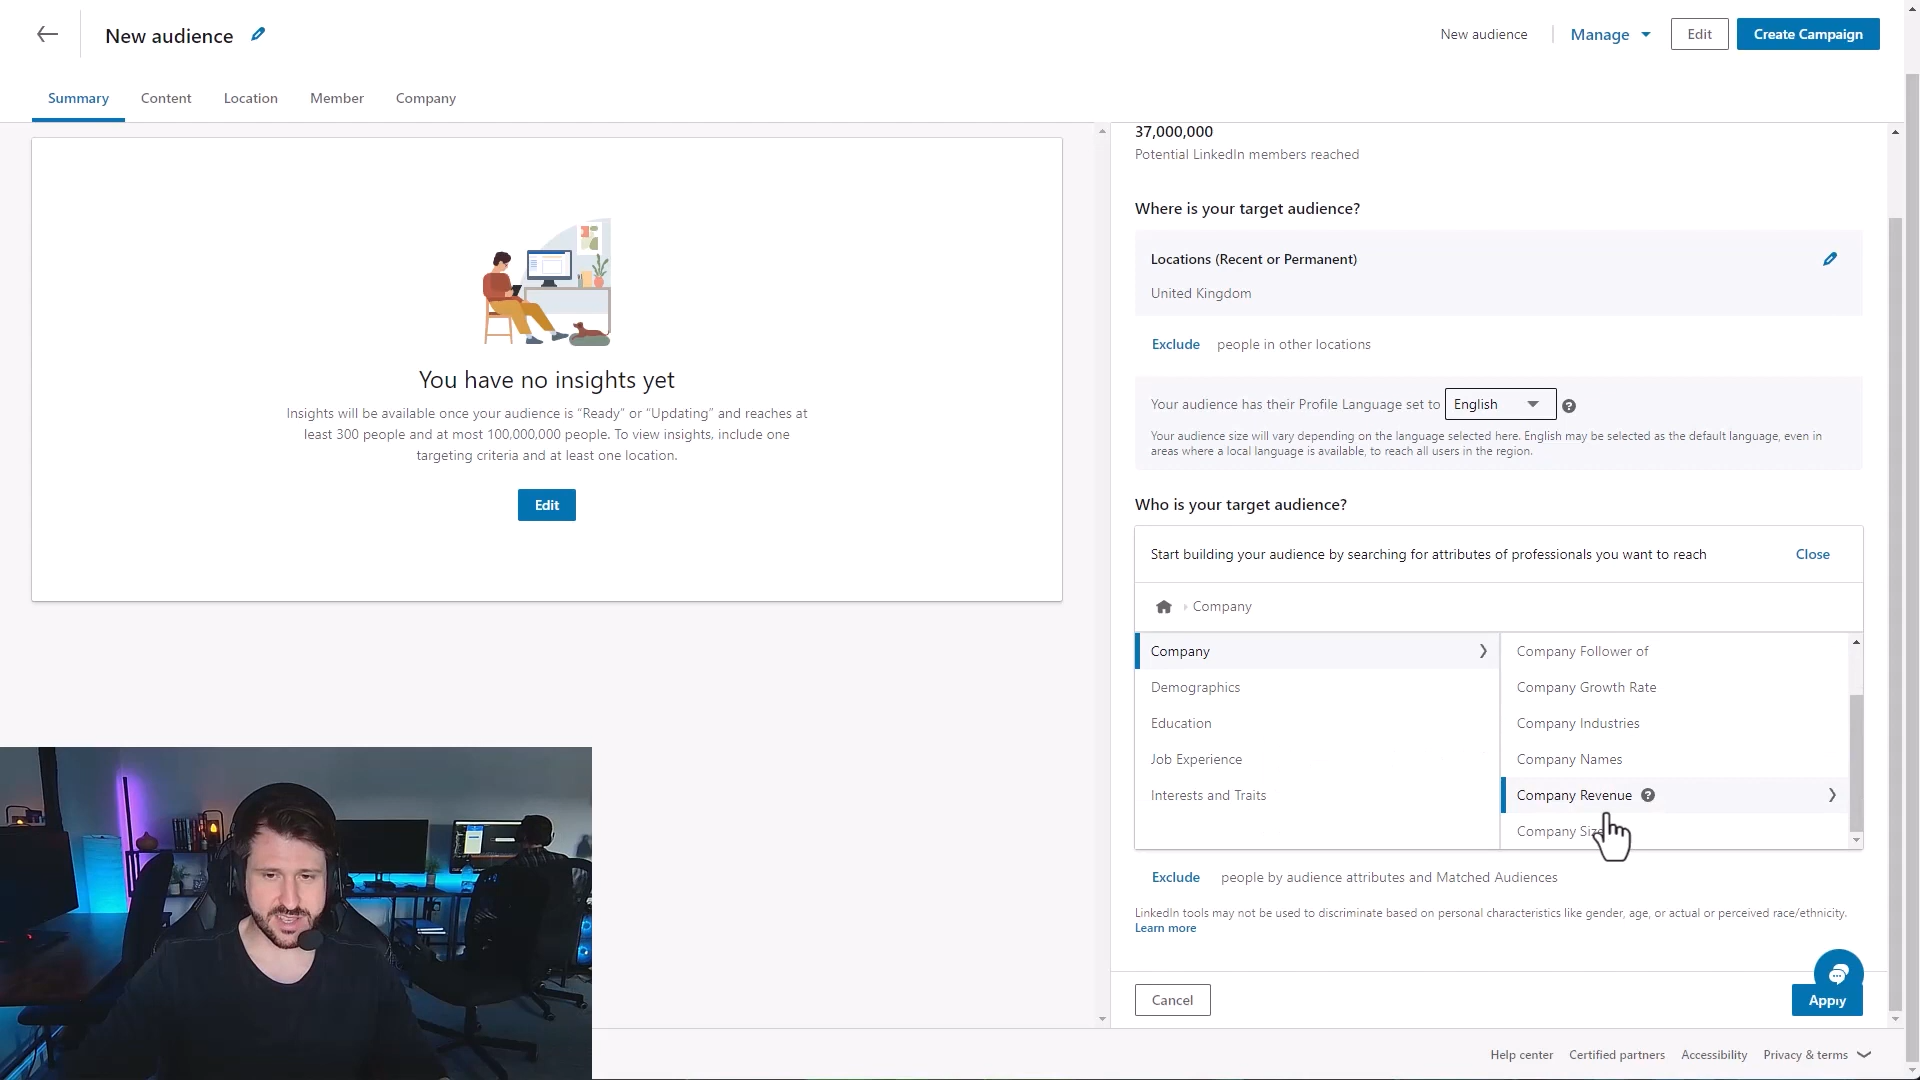 New audience
New audience
Manage
Edit
Create Campaign
Summary
Content
Location
Member
Company
You have no insights yet
Insights will be available once your audience is “Ready” or “Updating” and reaches at
least 300 people and at most 100,000,000 people. To view insights, include one
targeting criteria and at least one location.
Edit
37,000,000
Potential LinkedIn members reached
Where is your target audience?
Locations (Recent or Permanent)
United Kingdom
Exclude people in other locations
Your audience has their Profile Language set to English
Your audience size will vary depending on the language selected here. English may be selected as the default language, even in
areas where a local language is available, to reach all users in the region.
Who is your target audience?
Start building your audience by searching for attributes of professionals you want to reach
Close
Company
Company
Demographics
Education
Job Experience
Interests and Traits
Company Follower of
Company Growth Rate
Company Industries
Company Names
Company Revenue
Company
Exclude people by audience attributes and Matched Audiences
LinkedIn tools may not be used to discriminate based on personal characteristics like gender, age, or actual or perceived race/ethnicity.
Learn more
Cancel
Apply
Help center
Certified partners
Accessibility
Privacy & terms